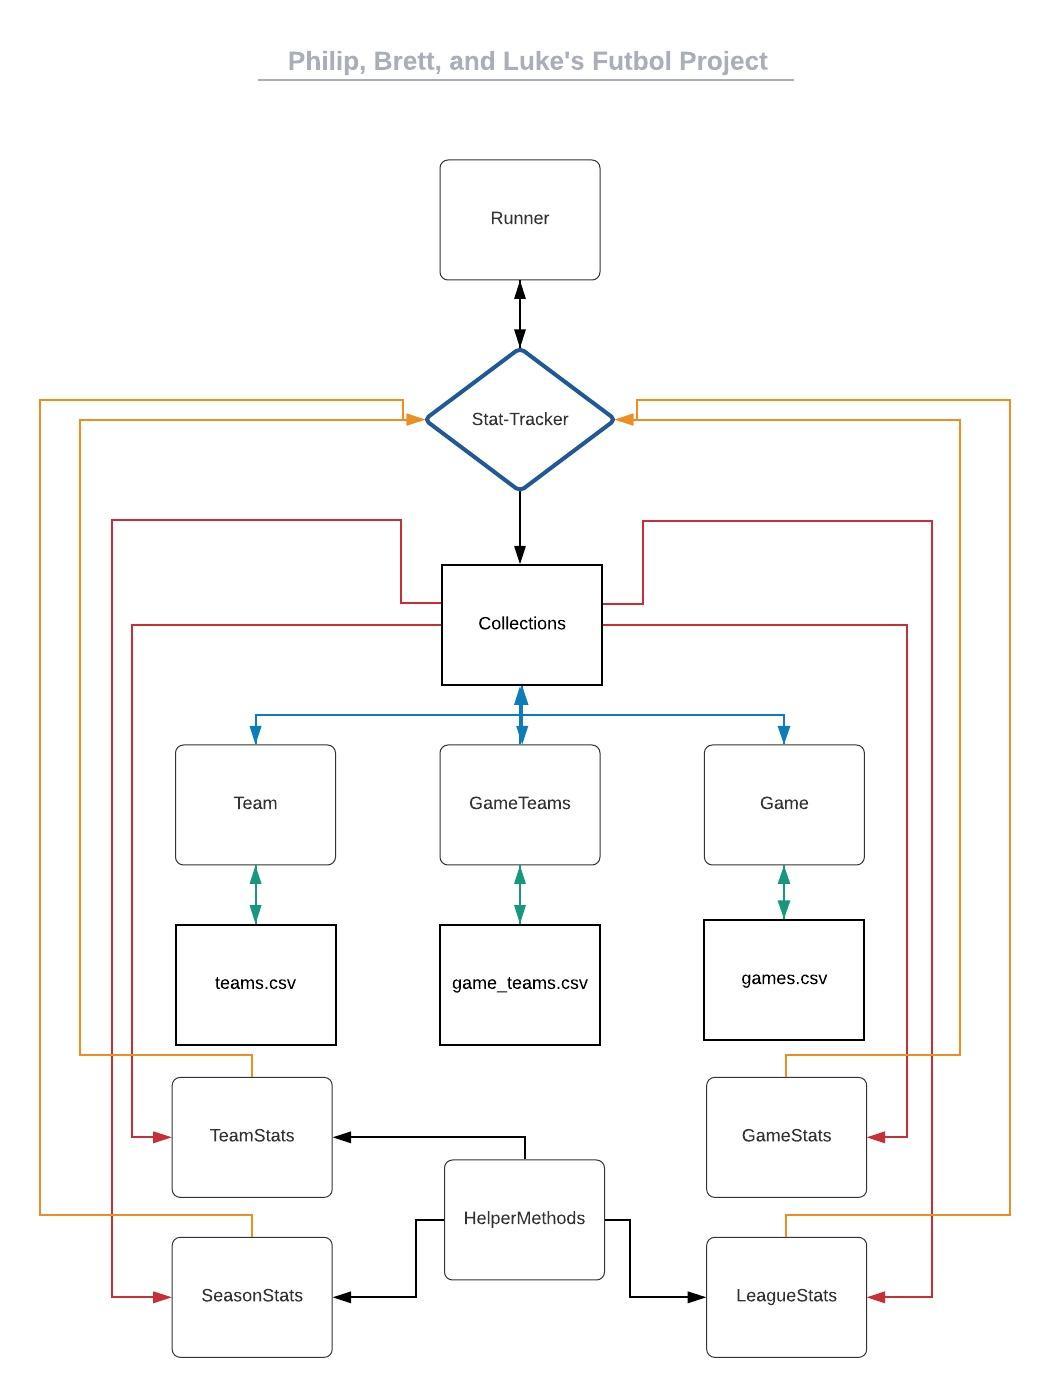 Philip, Brett, and Luke's Futbol Project
Runner
Stat-Tracker
Collections
Team
GameTeams
Game
teams.csv
game_teams.csv
games.csv
TeamStats
GameStats
HelperMethods
SeasonStats
LeagueStats